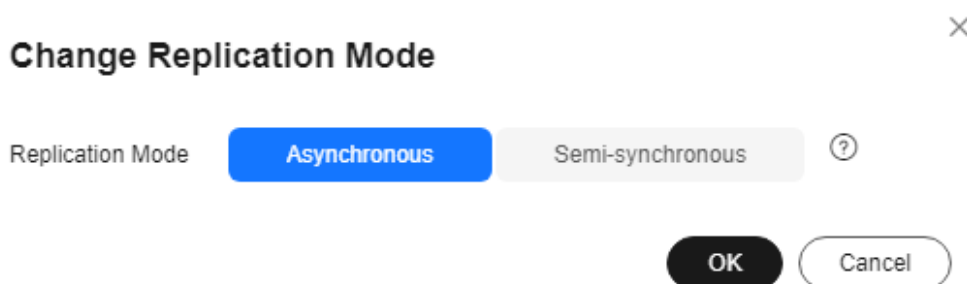 Change Replication Mode
Replication Mode Asynchronous Semi-synchronous ?
OK Cancel